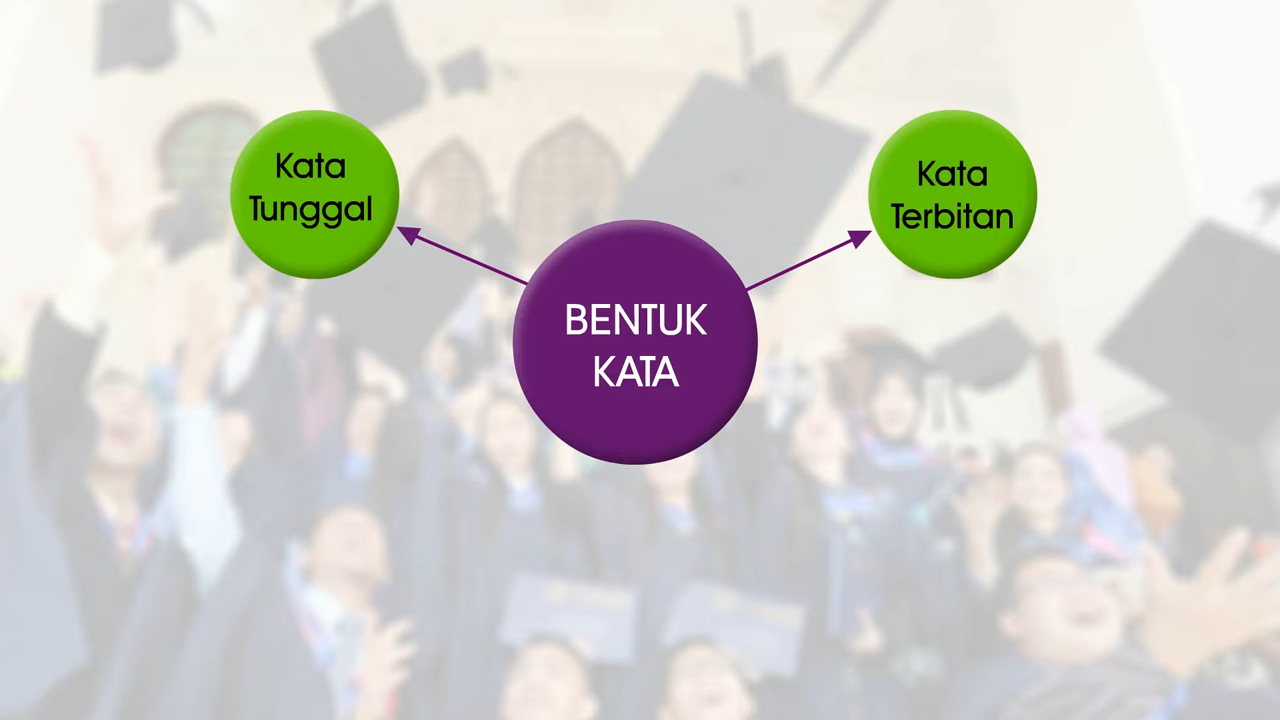 Kata
Tunggal
Kata
Terbitan
BENTUK
KATA